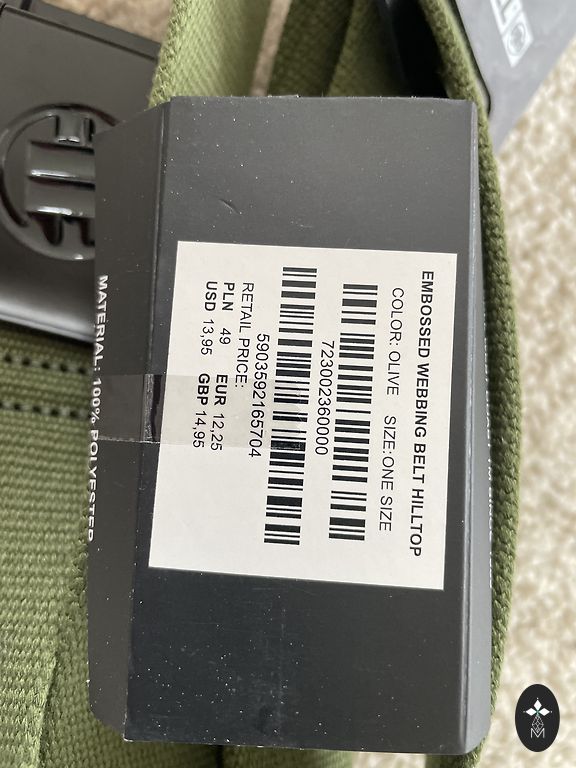 EMBOSSED WEBBING BELT HILLTOP
COLOR: OLIVE SIZE:ONE SIZE
723002360000
5903592165704
RETAIL PRICE:
PLN 49 EUR 12,25
USD 13,95 GBP 14,95
MATERIAL: 100% POLYESTER